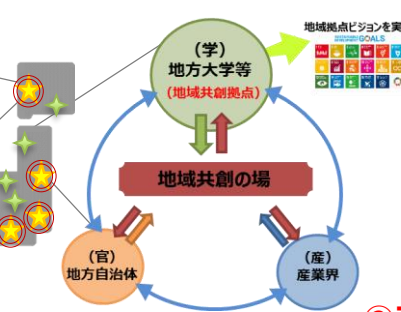 地域拠点ビジョンを実
GOALS
(学)
地方大学等
(地域共創拠点)
地域共創の場
(官)
地方自治体
(産)
産業界